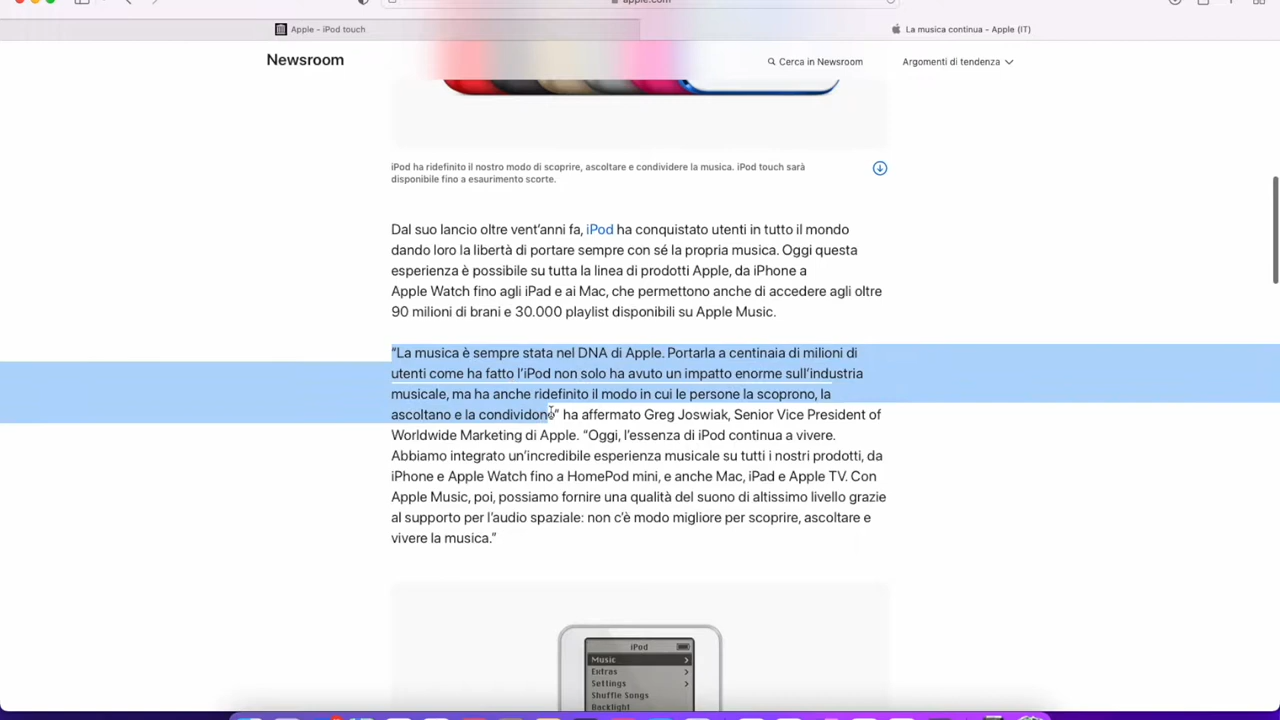 apple.com
Apple - iPod touch
La musica continua - Apple (IT)
Newsroom
Cerca in Newsroom
Argomenti di tendenza
iPod ha ridefinito il nostro modo di scoprire, ascoltare e condividere la musica. iPod touch sarà
disponibile fino a esaurimento scorte.
Dal suo lancio oltre vent’anni fa, iPod ha conquistato utenti in tutto il mondo
dando loro la libertà di portare sempre con sé la propria musica. Oggi questa
esperienza è possibile su tutta la linea di prodotti Apple, da iPhone a
Apple Watch fino agli iPad e ai Mac, che permettono anche di accedere agli oltre
90 milioni di brani e 30.000 playlist disponibili su Apple Music.
“La musica è sempre stata nel DNA di Apple. Portarla a centinaia di milioni di
utenti come ha fatto l’iPod non solo ha avuto un impatto enorme sull’industria
musicale, ma ha anche ridefinito il modo in cui le persone la scoprono, la
ascoltano e la condividono” ha affermato Greg Joswiak, Senior Vice President of
Worldwide Marketing di Apple. “Oggi, l’essenza di iPod continua a vivere.
Abbiamo integrato un’incredibile esperienza musicale su tutti i nostri prodotti, da
iPhone e Apple Watch fino a HomePod mini, e anche Mac, iPad e Apple TV. Con
Apple Music, poi, possiamo fornire una qualità del suono di altissimo livello grazie
al supporto per l’audio spaziale: non c’è modo migliore per scoprire, ascoltare e
vivere la musica.”
iPod
Music
Extras
Settings
Shuffle Songs
Backlight